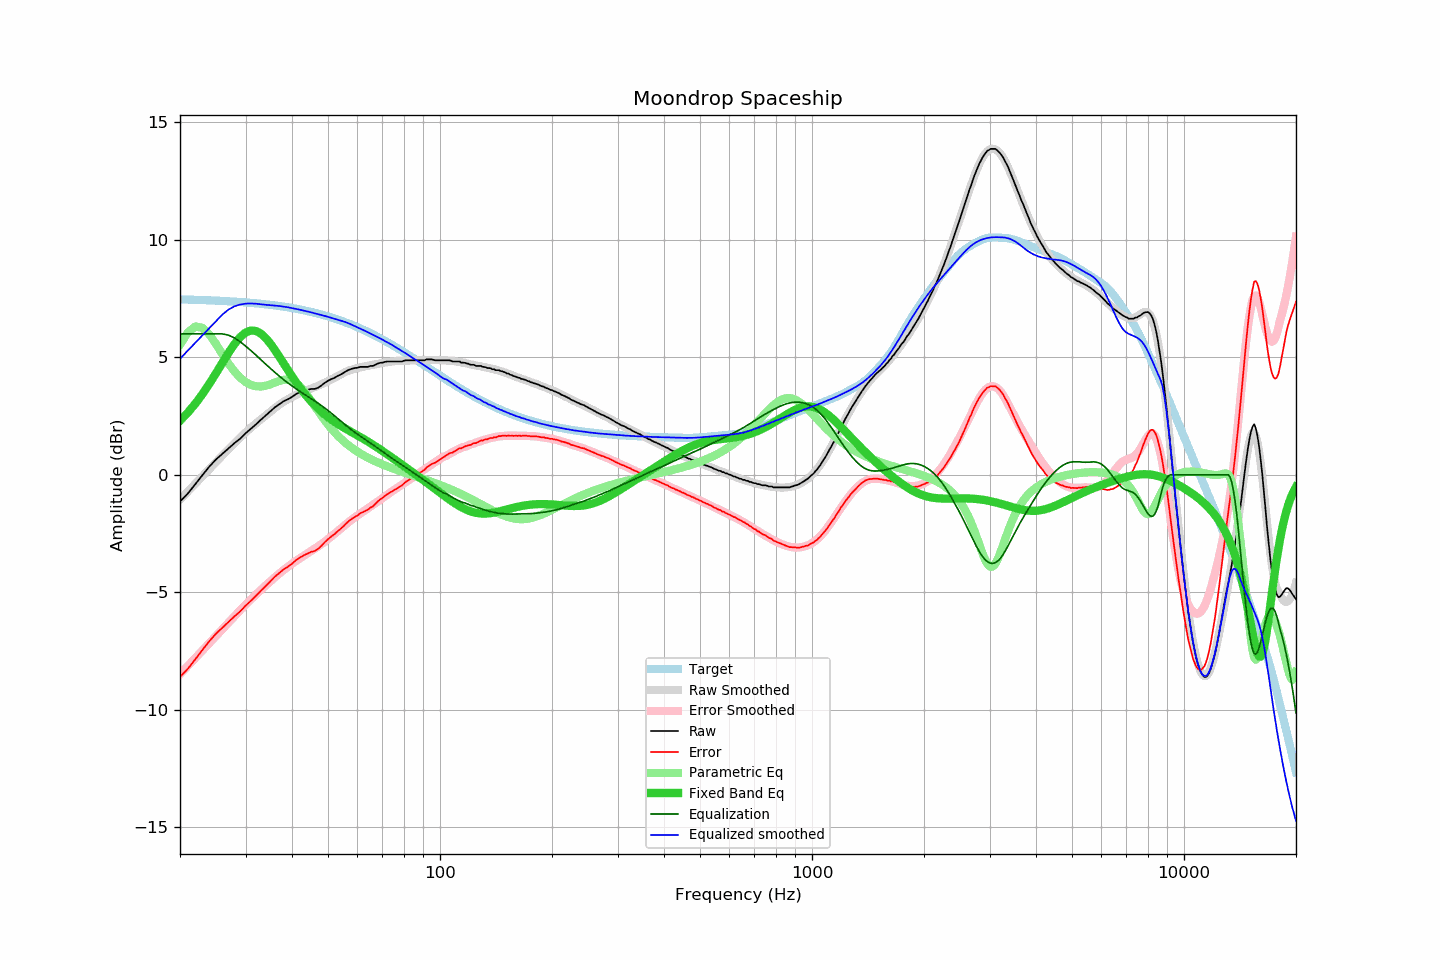 Moondrop Spaceship
15
10
5
0
−5
−10
−15
Amplitude (dBr)
100
1000
10000
Frequency (Hz)
Target
Raw Smoothed
Error Smoothed
Raw
Error
Parametric Eq
Fixed Band Eq
Equalization
Equalized smoothed